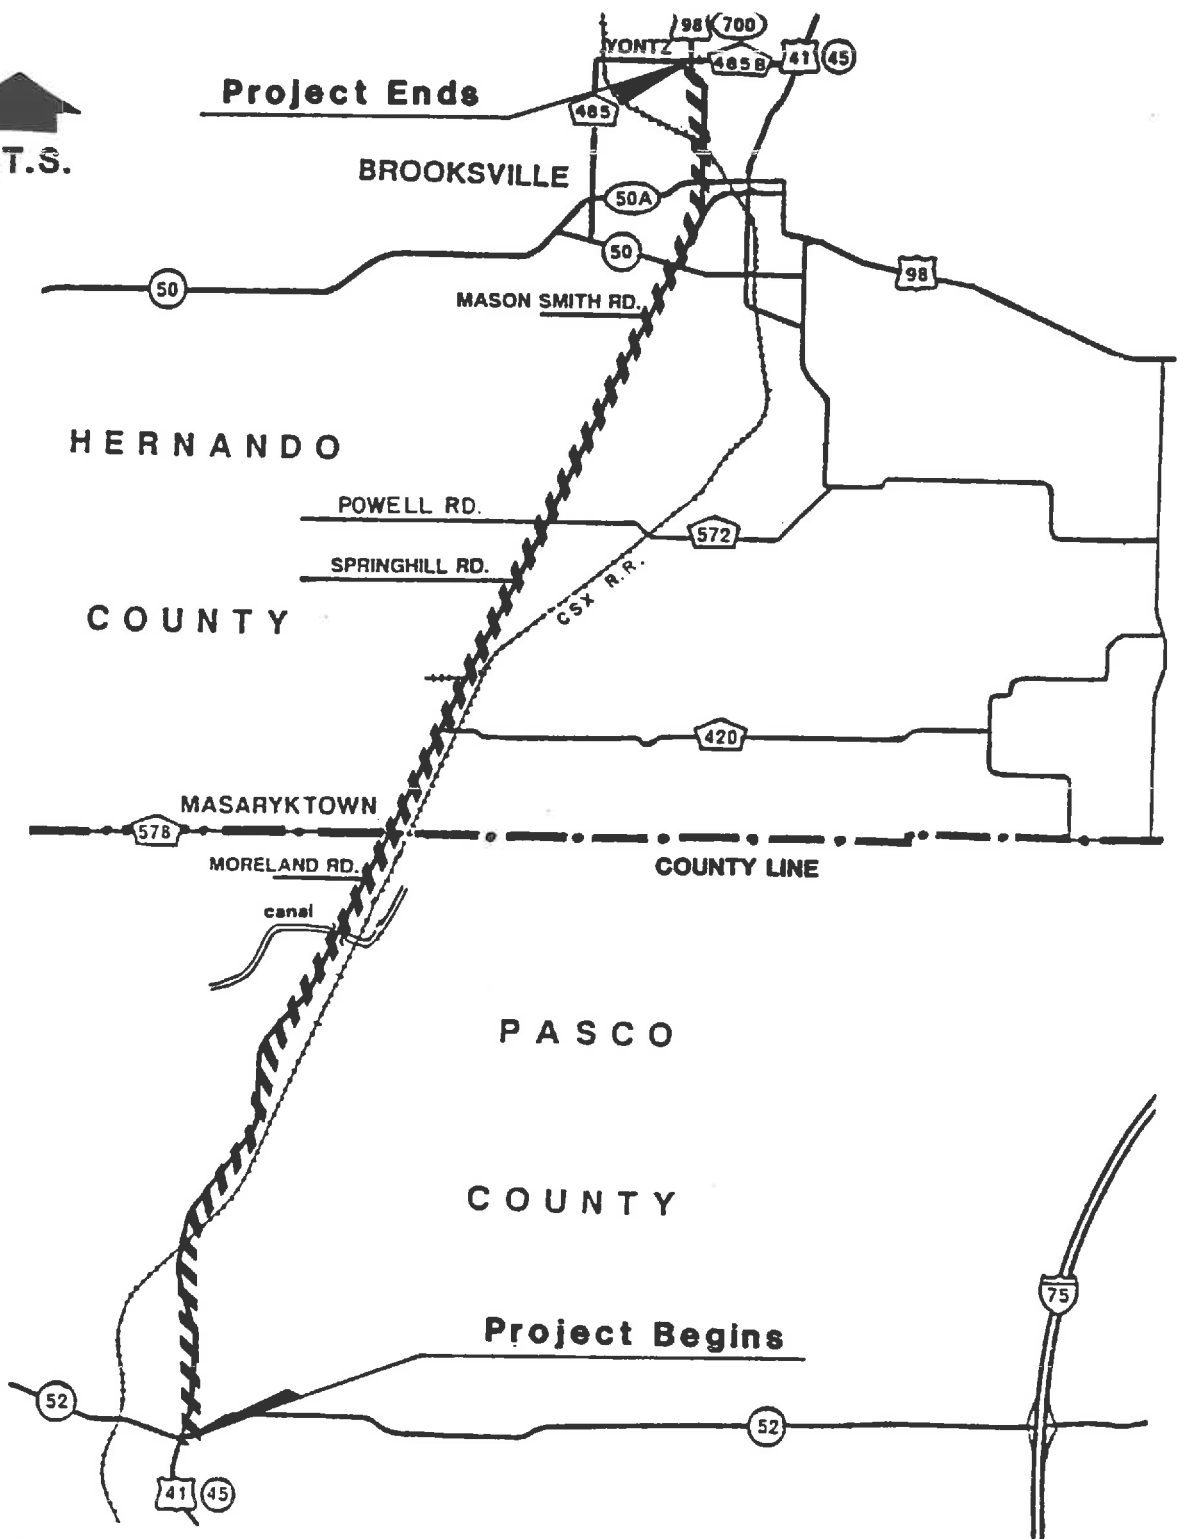 98 700
YONTZ
485B 41 45
Project Ends
485
T.S.
BROOKSVILLE
50A
50
98
50
MASON SMITH RD.
HERNANDO
POWELL RD.
572
SPRINGHILL RD.
CSX R.R.
COUNTY
420
MASARYKTOWN
578
MORELAND RD.
COUNTY LINE
canal
PASCO
COUNTY
75
Project Begins
52
52
41 45